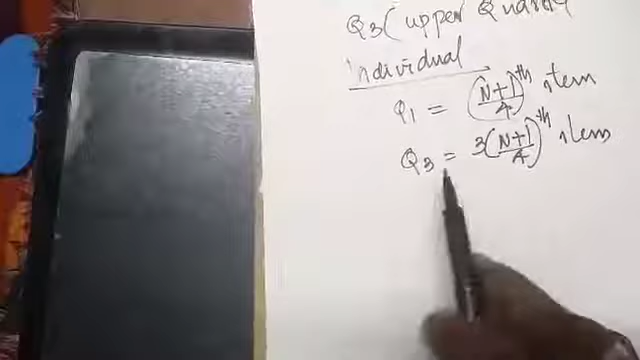 Q₃ (upper Quartile
Individual
Q₁ = (N+1/4)th item
Q₃ = 3(N+1/4)th item